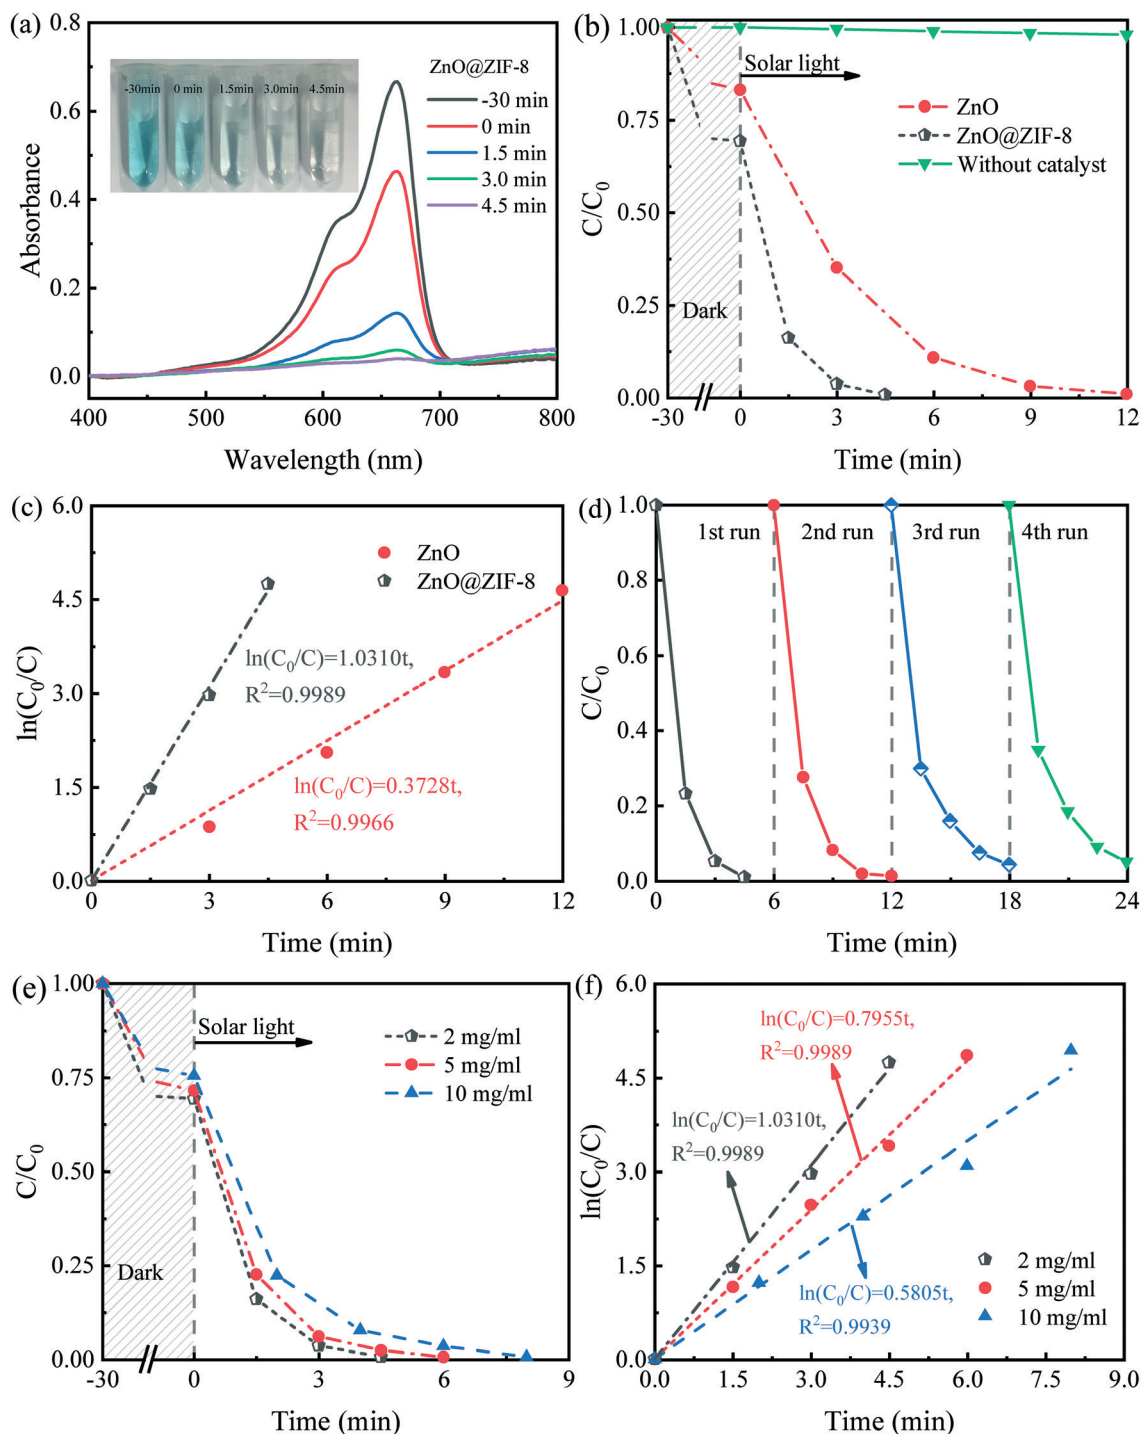 (a)
0.8
0.6
0.4
0.2
0.0
Absorbance
-30min 0 min 1.5min 3.0min 4.5min
ZnO@ZIF-8
-30 min
0 min
1.5 min
3.0 min
4.5 min
400 500 600 700 800
Wavelength (nm)
(b)
1.00
0.75
0.50
0.25
0.00
C/C₀
Solar light
ZnO
ZnO@ZIF-8
Without catalyst
Dark
-30 0 3 6 9 12
Time (min)
(c)
6.0
4.5
3.0
1.5
0.0
ln(C₀/C)
ZnO
ZnO@ZIF-8
ln(C₀/C)=1.0310t,
R²=0.9989
ln(C₀/C)=0.3728t,
R²=0.9966
0 3 6 9 12
Time (min)
(d)
1.0
0.8
0.6
0.4
0.2
0.0
C/C₀
1st run 2nd run 3rd run 4th run
0 6 12 18 24
Time (min)
(e)
1.00
0.75
0.50
0.25
0.00
C/C₀
Solar light
2 mg/ml
5 mg/ml
10 mg/ml
Dark
-30 0 3 6 9
Time (min)
(f)
6.0
4.5
3.0
1.5
0.0
ln(C₀/C)
ln(C₀/C)=0.7955t,
R²=0.9989
ln(C₀/C)=1.0310t,
R²=0.9989
ln(C₀/C)=0.5805t,
R²=0.9939
2 mg/ml
5 mg/ml
10 mg/ml
0.0 1.5 3.0 4.5 6.0 7.5 9.0
Time (min)